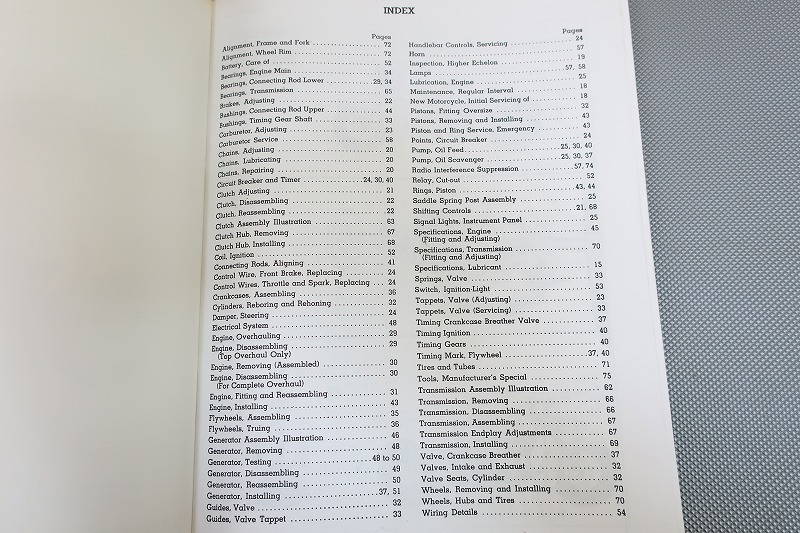 INDEX
Pages
Alignment, Frame and Fork 72
Alignment, Wheel Rim 72
Battery, Care of 52
Bearings, Engine Main 34
Bearings, Connecting Rod Lower 29, 34
Bearings, Transmission 65
Brakes, Adjusting 22
Bushings, Connecting Rod Upper 44
Bushings, Timing Gear Shaft 33
Carburetor, Adjusting 23
Carburetor Service 58
Chains, Adjusting 20
Chains, Lubricating 20
Chains, Repairing 20
Circuit Breaker and Timer 24, 30, 40
Clutch Adjusting 21
Clutch, Disassembling 22
Clutch, Reassembling 22
Clutch Assembly Illustration 63
Clutch Hub, Removing 67
Clutch Hub, Installing 68
Coil, Ignition 52
Connecting Rods, Aligning 41
Control Wire, Front Brake, Replacing 24
Control Wires, Throttle and Spark, Replacing 24
Crankcases, Assembling 36
Cylinders, Reboring and Rehoning 32
Damper, Steering 24
Electrical System 48
Engine, Overhauling 29
Engine, Disassembling 29
(Top Overhaul Only)
Engine, Removing (Assembled) 30
Engine, Disassembling 30
(For Complete Overhaul)
Engine, Fitting and Reassembling 31
Engine, Installing 43
Flywheels, Assembling 35
Flywheels, Truing 36
Generator Assembly Illustration 46
Generator, Removing 48
Generator, Testing 48 to 50
Generator, Disassembling 49
Generator, Reassembling 50
Generator, Installing 37, 51
Guides, Valve 32
Guides, Valve Tappet 33
Pages
Handlebar Controls, Servicing 24
Horn 57
Inspection, Higher Echelon 19
Lamps 57, 58
Lubrication, Engine 25
Maintenance, Regular Interval 18
New Motorcycle, Initial Servicing of 18
Pistons, Fitting Oversize 32
Pistons, Removing and Installing 43
Piston and Ring Service, Emergency 43
Points, Circuit Breaker 24
Pump, Oil Feed 25, 30, 40
Pump, Oil Scavenger 25, 30, 37
Radio Interference Suppression 57, 74
Relay, Cut-out 52
Rings, Piston 43, 44
Saddle Spring Post Assembly 25
Shifting Controls 21, 68
Signal Lights, Instrument Panel 25
Specifications, Engine 45
(Fitting and Adjusting)
Specifications, Transmission 70
(Fitting and Adjusting)
Specifications, Lubricant 15
Springs, Valve 33
Switch, Ignition-Light 53
Tappets, Valve (Adjusting) 23
Tappets, Valve (Servicing) 33
Timing Crankcase Breather Valve 37
Timing Ignition 40
Timing Gears 40
Timing Mark, Flywheel 37, 40
Tires and Tubes 71
Tools, Manufacturer's Special 75
Transmission Assembly Illustration 62
Transmission, Removing 66
Transmission, Disassembling 66
Transmission, Assembling 67
Transmission Endplay Adjustments 67
Transmission, Installing 69
Valve, Crankcase Breather 37
Valves, Intake and Exhaust 32
Valve Seats, Cylinder 32
Wheels, Removing and Installing 70
Wheels, Hubs and Tires 70
Wiring Details 54